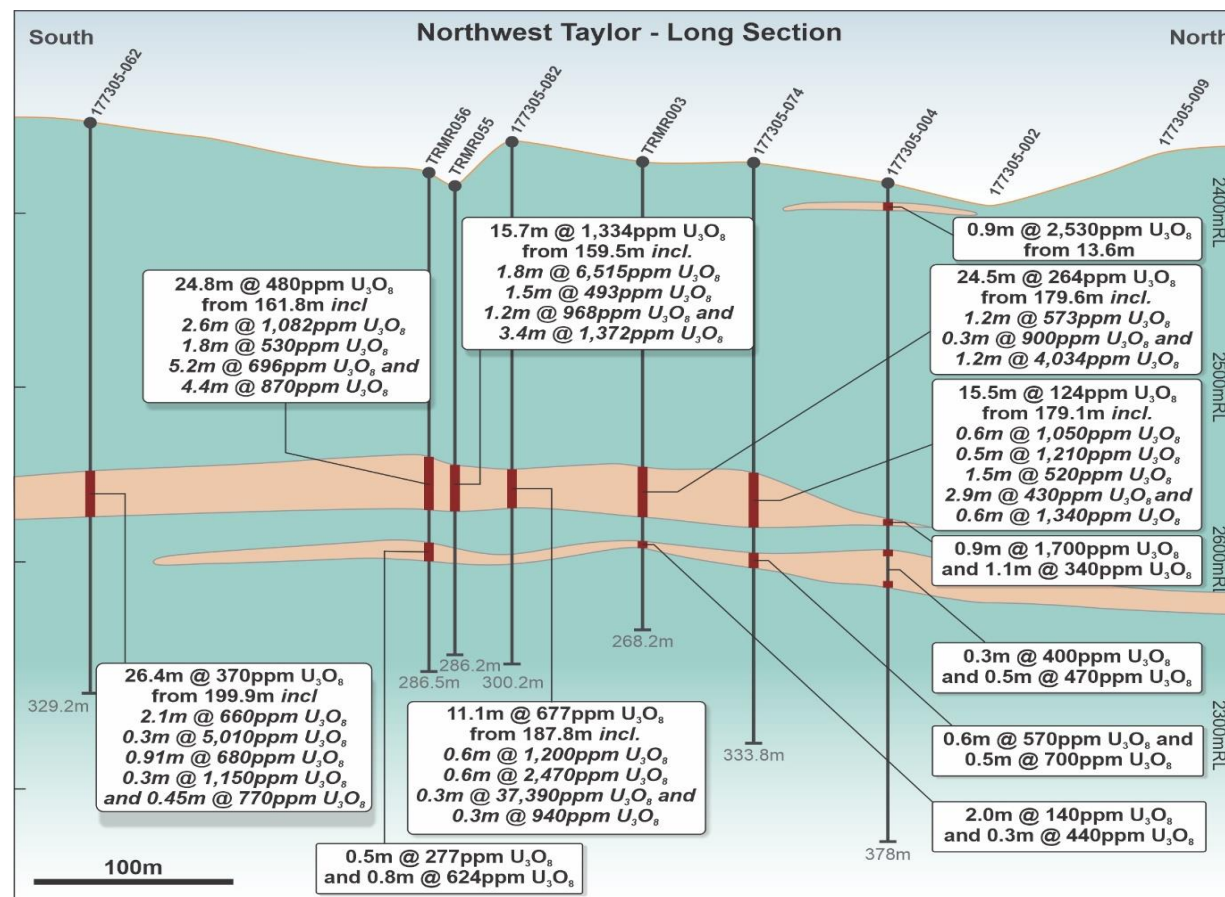 Northwest Taylor - Long Section
South
North
177305-062
TRMR056
TRMR055
177305-082
TRMR003
177305-074
177305-004
177305-002
177305-009
2400mRL
2500mRL
2600mRL
2300mRL
15.7m @ 1,334ppm U₃O₈
from 159.5m incl.
1.8m @ 6,515ppm U₃O₈
1.5m @ 493ppm U₃O₈
1.2m @ 968ppm U₃O₈ and
3.4m @ 1,372ppm U₃O₈
24.8m @ 480ppm U₃O₈
from 161.8m incl
2.6m @ 1,082ppm U₃O₈
1.8m @ 530ppm U₃O₈
5.2m @ 696ppm U₃O₈ and
4.4m @ 870ppm U₃O₈
0.9m @ 2,530ppm U₃O₈
from 13.6m
24.5m @ 264ppm U₃O₈
from 179.6m incl.
1.2m @ 573ppm U₃O₈
0.3m @ 900ppm U₃O₈ and
1.2m @ 4,034ppm U₃O₈
15.5m @ 124ppm U₃O₈
from 179.1m incl.
0.6m @ 1,050ppm U₃O₈
0.5m @ 1,210ppm U₃O₈
1.5m @ 520ppm U₃O₈
2.9m @ 430ppm U₃O₈ and
0.6m @ 1,340ppm U₃O₈
0.9m @ 1,700ppm U₃O₈
and 1.1m @ 340ppm U₃O₈
0.3m @ 400ppm U₃O₈
and 0.5m @ 470ppm U₃O₈
0.6m @ 570ppm U₃O₈ and
0.5m @ 700ppm U₃O₈
2.0m @ 140ppm U₃O₈
and 0.3m @ 440ppm U₃O₈
329.2m
286.5m
286.2m
300.2m
268.2m
333.8m
378m
26.4m @ 370ppm U₃O₈
from 199.9m incl
2.1m @ 660ppm U₃O₈
0.3m @ 5,010ppm U₃O₈
0.91m @ 680ppm U₃O₈
0.3m @ 1,150ppm U₃O₈
and 0.45m @ 770ppm U₃O₈
11.1m @ 677ppm U₃O₈
from 187.8m incl.
0.6m @ 1,200ppm U₃O₈
0.6m @ 2,470ppm U₃O₈
0.3m @ 37,390ppm U₃O₈ and
0.3m @ 940ppm U₃O₈
0.5m @ 277ppm U₃O₈
and 0.8m @ 624ppm U₃O₈
100m